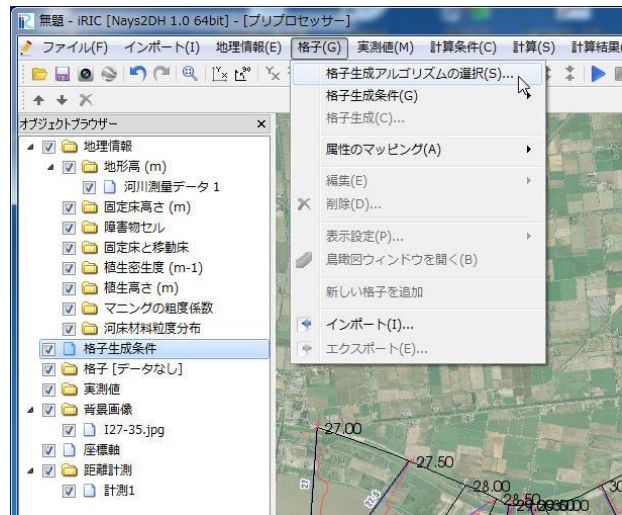 無題 - iRIC [Nays2DH 1.0 64bit] - [プリプロセッサー]
ファイル(F) インポート(I) 地理情報(E) 格子(G) 実測値(M) 計算条件(C) 計算(S) 計算結果
格子生成アルゴリズムの選択(S)...
格子生成条件(G)
格子生成(C)...
属性のマッピング(A)
編集(E)
削除(D)...
表示設定(P)...
鳥瞰図ウィンドウを開く(B)
新しい格子を追加
インポート(I)...
エクスポート(E)...
オブジェクトブラウザー
地理情報
地形高 (m)
河川測量データ 1
固定床高さ (m)
障害物セル
固定床と移動床
植生密生度 (m-1)
植生高さ (m)
マニングの粗度係数
河床材料粒度分布
格子生成条件
格子 [データなし]
実測値
背景画像
I27-35.jpg
座標軸
距離計測
計測1
27.00
27.50
28.00